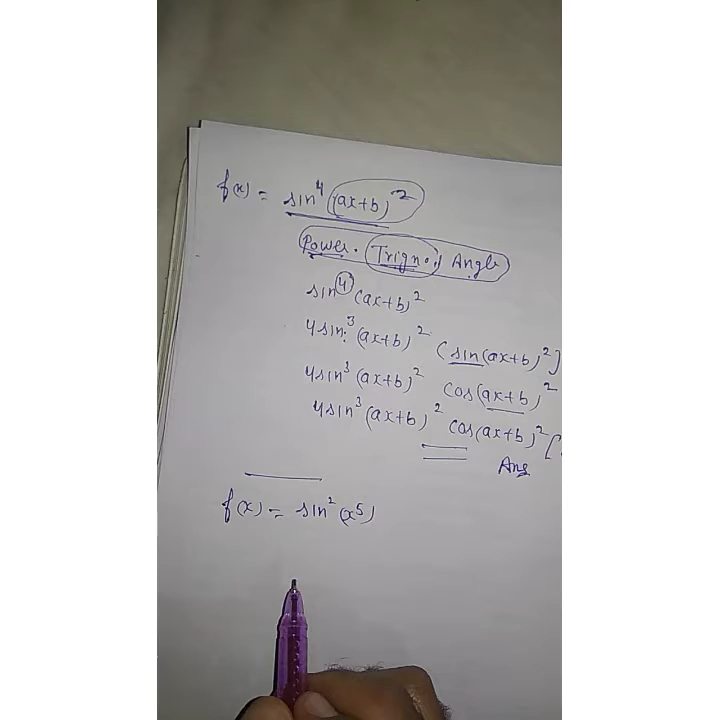 f(x) = sin⁴(ax+b)²
Power. Trigno. Angle
sin⁴(ax+b)²
4sin³(ax+b)² (sin(ax+b)²)
4sin³(ax+b)² cos(ax+b)²
4sin³(ax+b)² cos(ax+b)² [
Ans
f(x) = sin²(x⁵)